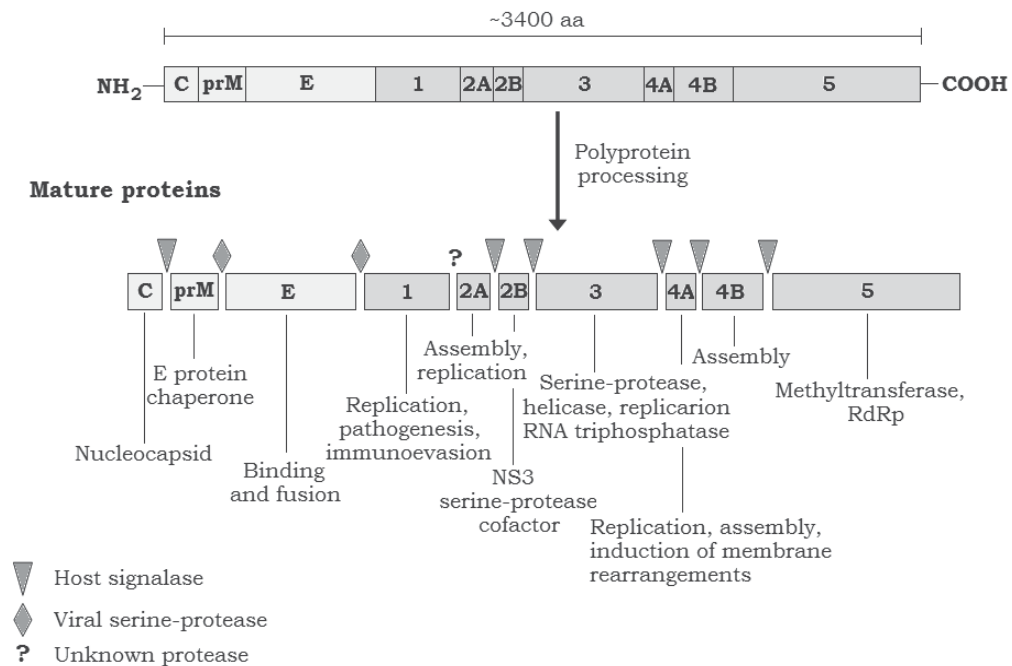 ~3400 aa
NH2
C prM E 1 2A 2B 3 4A 4B 5
COOH
Polyprotein
processing
Mature proteins
?
C prM E 1 2A 2B 3 4A 4B 5
E protein
chaperone
Nucleocapsid
Binding
and fusion
Replication,
pathogenesis,
immunoevasion
Assembly,
replication
NS3
serine-protease
cofactor
Serine-protease,
helicase, replicarion
RNA triphosphatase
Replication, assembly,
induction of membrane
rearrangements
Assembly
Methyltransferase,
RdRp
Host signalase
Viral serine-protease
? Unknown protease